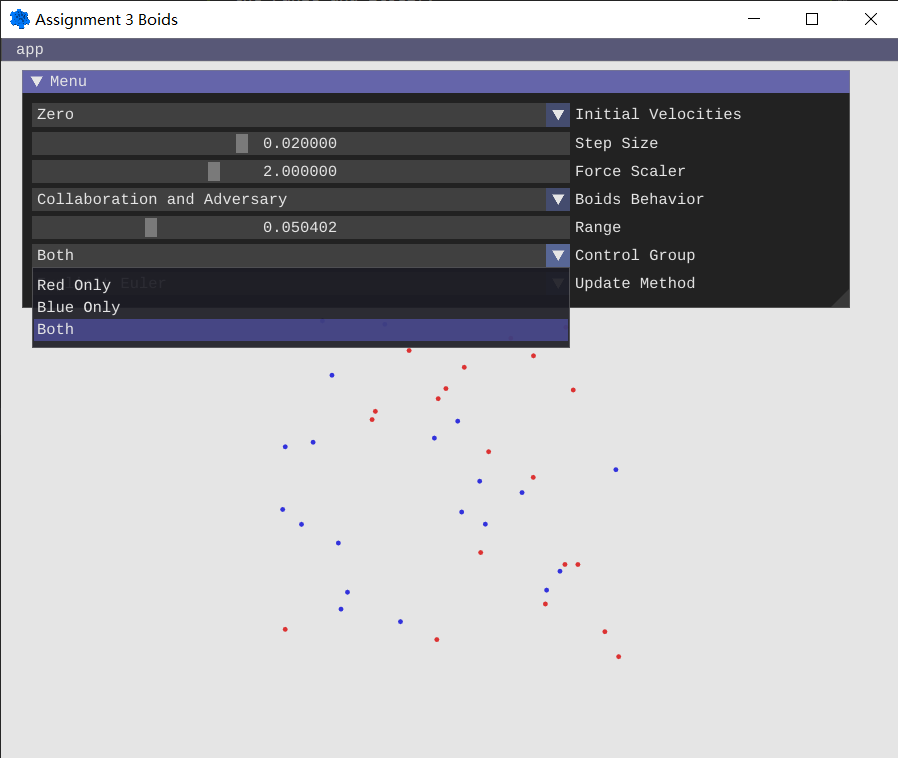 Assignment 3 Boids
app
Menu
Zero Initial Velocities
0.020000 Step Size
2.000000 Force Scaler
Collaboration and Adversary Boids Behavior
0.050402 Range
Both Control Group
Euler Update Method
Red Only
Blue Only
Both